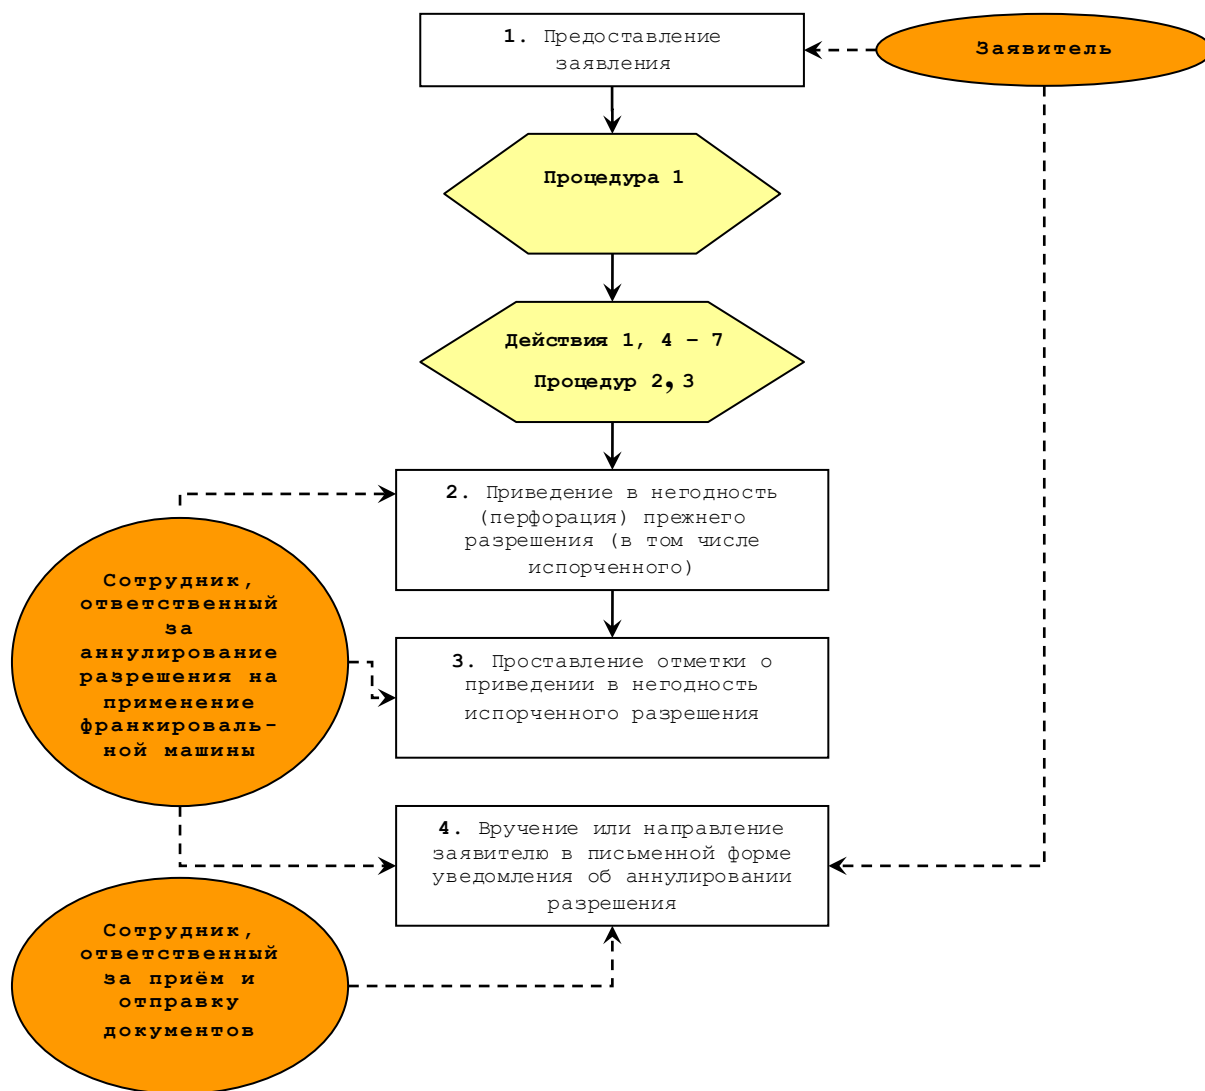 1. Предоставление
заявления
Заявитель
Процедура 1
Действия 1, 4 – 7
Процедур 2, 3
2. Приведение в негодность
(перфорация) прежнего
разрешения (в том числе
испорченного)
Сотрудник,
ответственный
за
аннулирование
разрешения на
применение
франкироваль-
ной машины
3. Проставление отметки о
приведении в негодность
испорченного разрешения
4. Вручение или направление
заявителю в письменной форме
уведомления об аннулировании
разрешения
Сотрудник,
ответственный
за приём и
отправку
документов